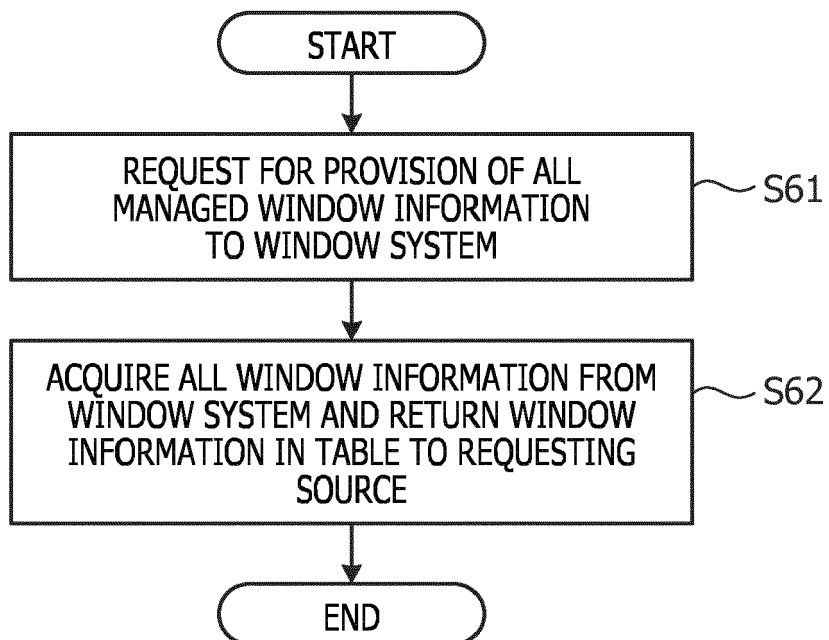 START
REQUEST FOR PROVISION OF ALL
MANAGED WINDOW INFORMATION
TO WINDOW SYSTEM
S61
ACQUIRE ALL WINDOW INFORMATION FROM
WINDOW SYSTEM AND RETURN WINDOW
INFORMATION IN TABLE TO REQUESTING
SOURCE
S62
END